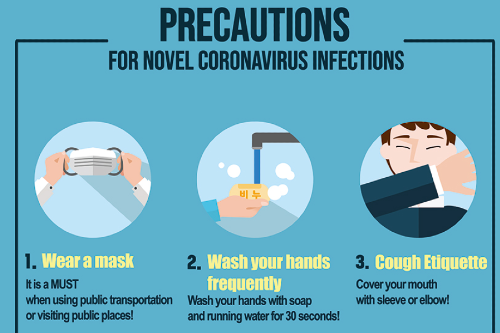 PRECAUTIONS
FOR NOVEL CORONAVIRUS INFECTIONS
1. Wear a mask
It is a MUST
when using public transportation
or visiting public places!
비누
2. Wash your hands
frequently
Wash your hands with soap
and running water for 30 seconds!
3. Cough Etiquette
Cover your mouth
with sleeve or elbow!